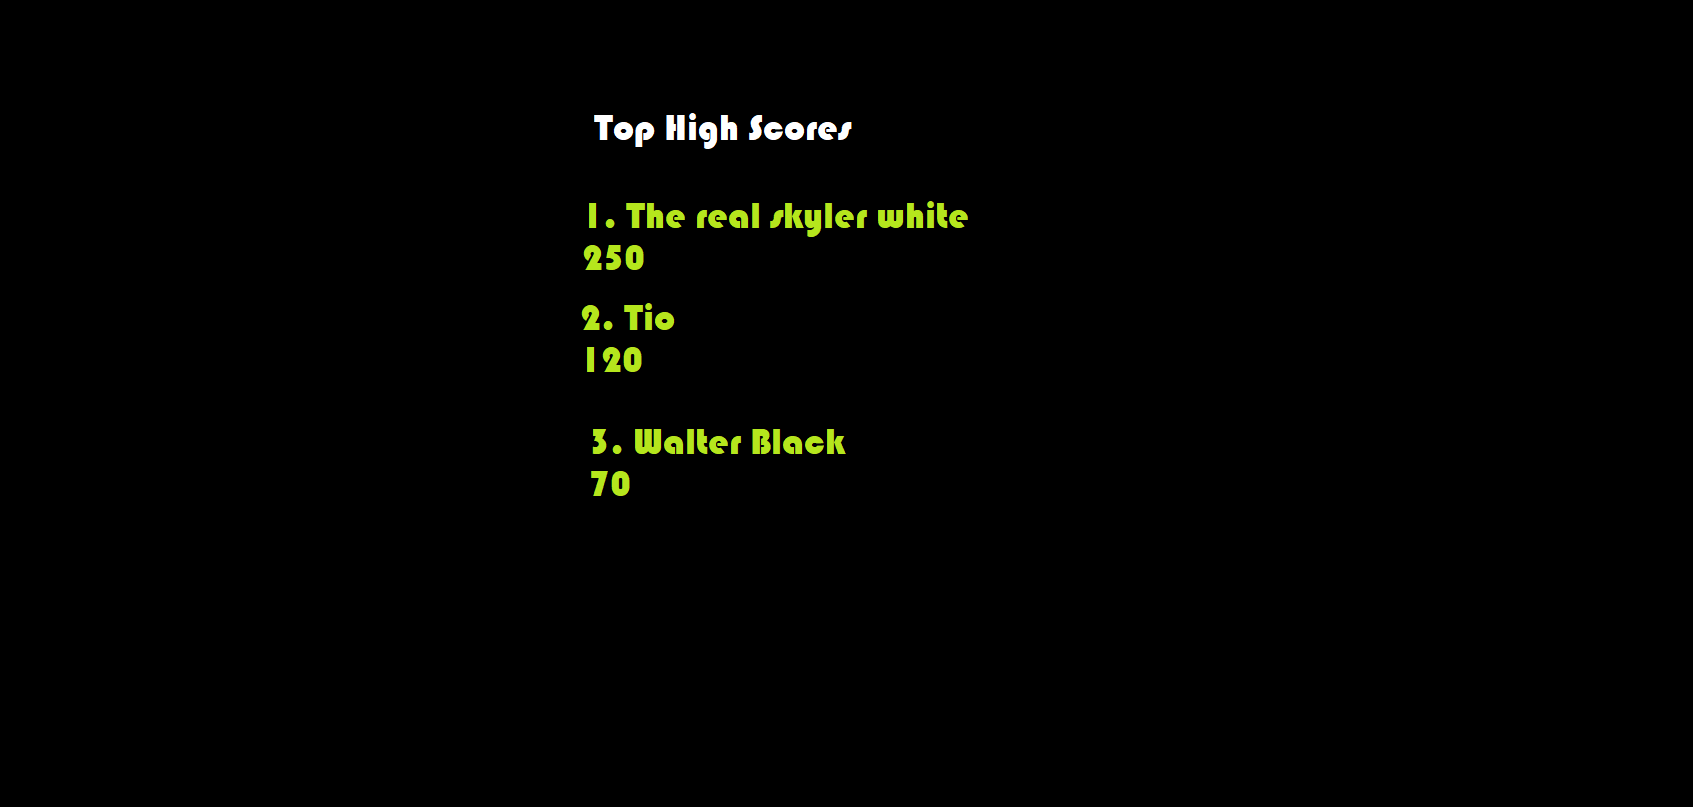 Top High Scores
1. The real skyler white
250
2. Tio
120
3. Walter Black
70